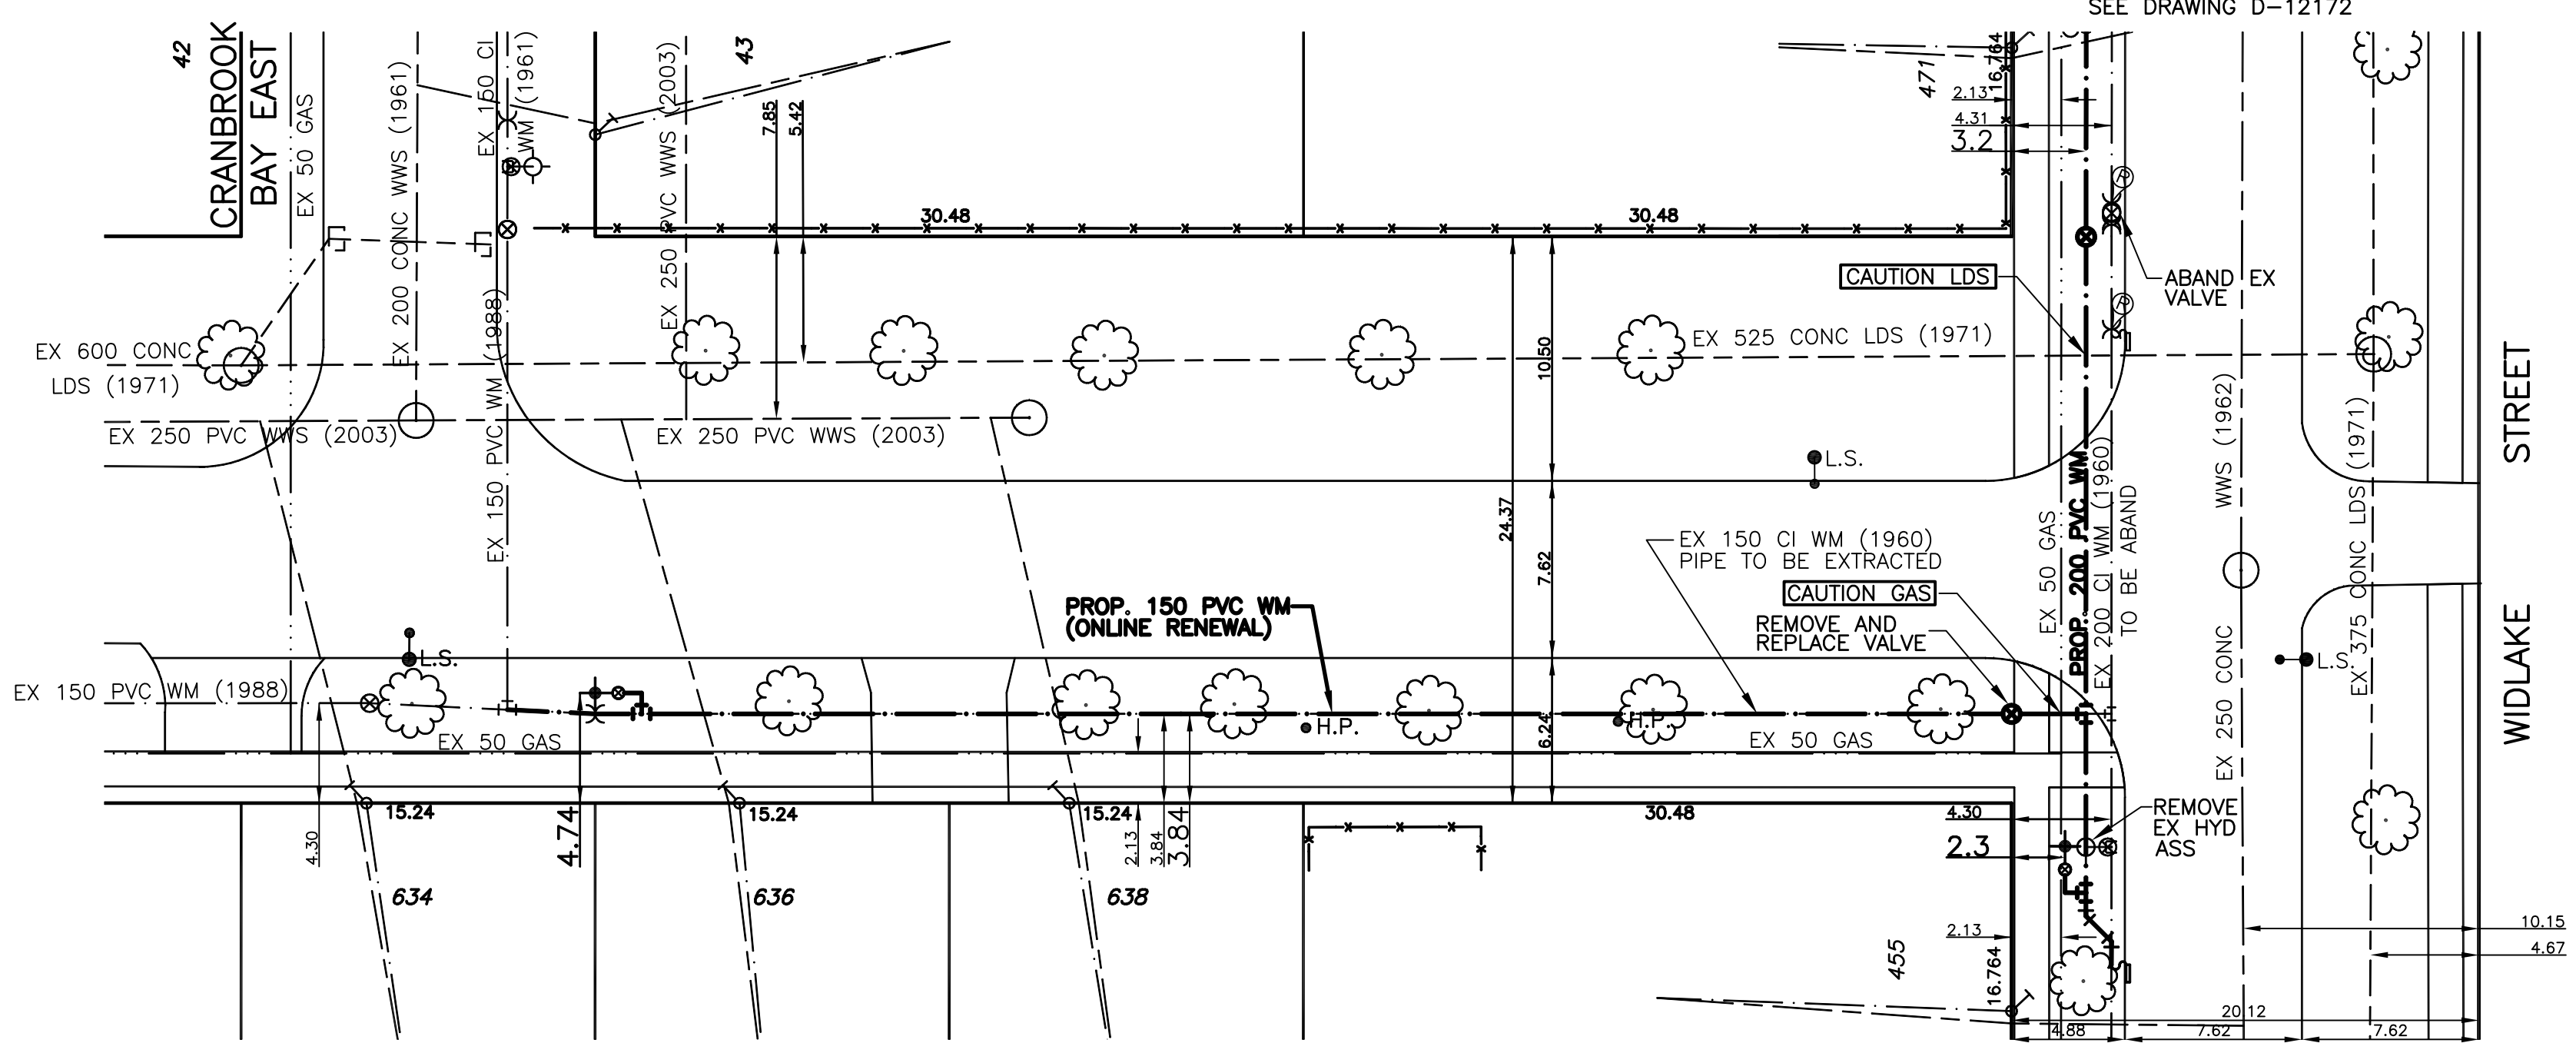 SEE DRAWING D-12172
42
CRANBROOK
BAY EAST
EX 50 GAS
EX 200 CONC WWS (1961)
EX 150 CI
WM (1961)
EX 250 PVC WWS (2003)
43
7.85
5.42
471
16.764
2.13
4.31
3.2
P
30.48
30.48
CAUTION LDS
ABAND EX
VALVE
P
EX 600 CONC
LDS (1971)
EX 525 CONC LDS (1971)
10.50
EX 150 PVC WM (1988)
EX 250 PVC WWS (2003)
EX 250 PVC WWS (2003)
L.S.
24.37
7.62
EX 150 CI WM (1960)
PIPE TO BE EXTRACTED
CAUTION GAS
REMOVE AND
REPLACE VALVE
PROP. 150 PVC WM
(ONLINE RENEWAL)
EX 50 GAS
PROP. 200 PVC WM
EX 200 CI WM (1960)
TO BE ABAND
EX 250 CONC
WWS (1962)
EX 375 CONC LDS (1971)
WIDLAKE
STREET
L.S.
L.S.
EX 150 PVC WM (1988)
EX 50 GAS
H.P.
H.P.
6.24
EX 50 GAS
15.24
15.24
15.24
30.48
4.30
4.74
2.13
3.84
3.84
4.30
2.3
REMOVE
EX HYD
ASS
634
636
638
455
2.13
16.764
10.15
4.67
20.12
4.88
7.62
7.62